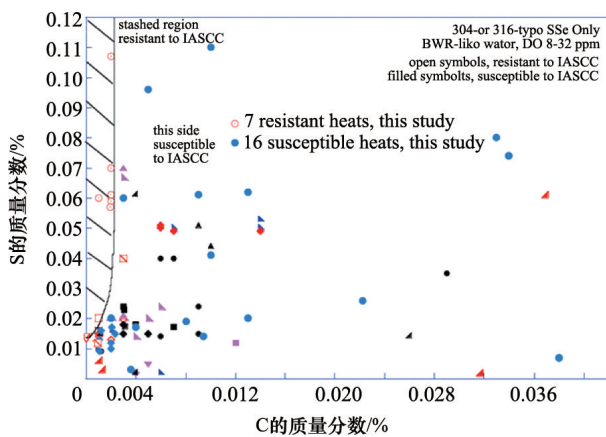 0.12
0.11
0.10
0.09
0.08
0.07
0.06
0.05
0.04
0.03
0.02
0.01
S的质量分数/%
stashed region
resistant to IASCC
304-or 316-typo SSe Only
BWR-liko wator, DO 8-32 ppm
open symbols, resistant to IASCC
filled symbols, susceptible to IASCC
this side
susceptible
to IASCC
7 resistant heats, this study
16 susceptible heats, this study
0
0.004
0.012
0.020
0.028
0.036
C的质量分数/%